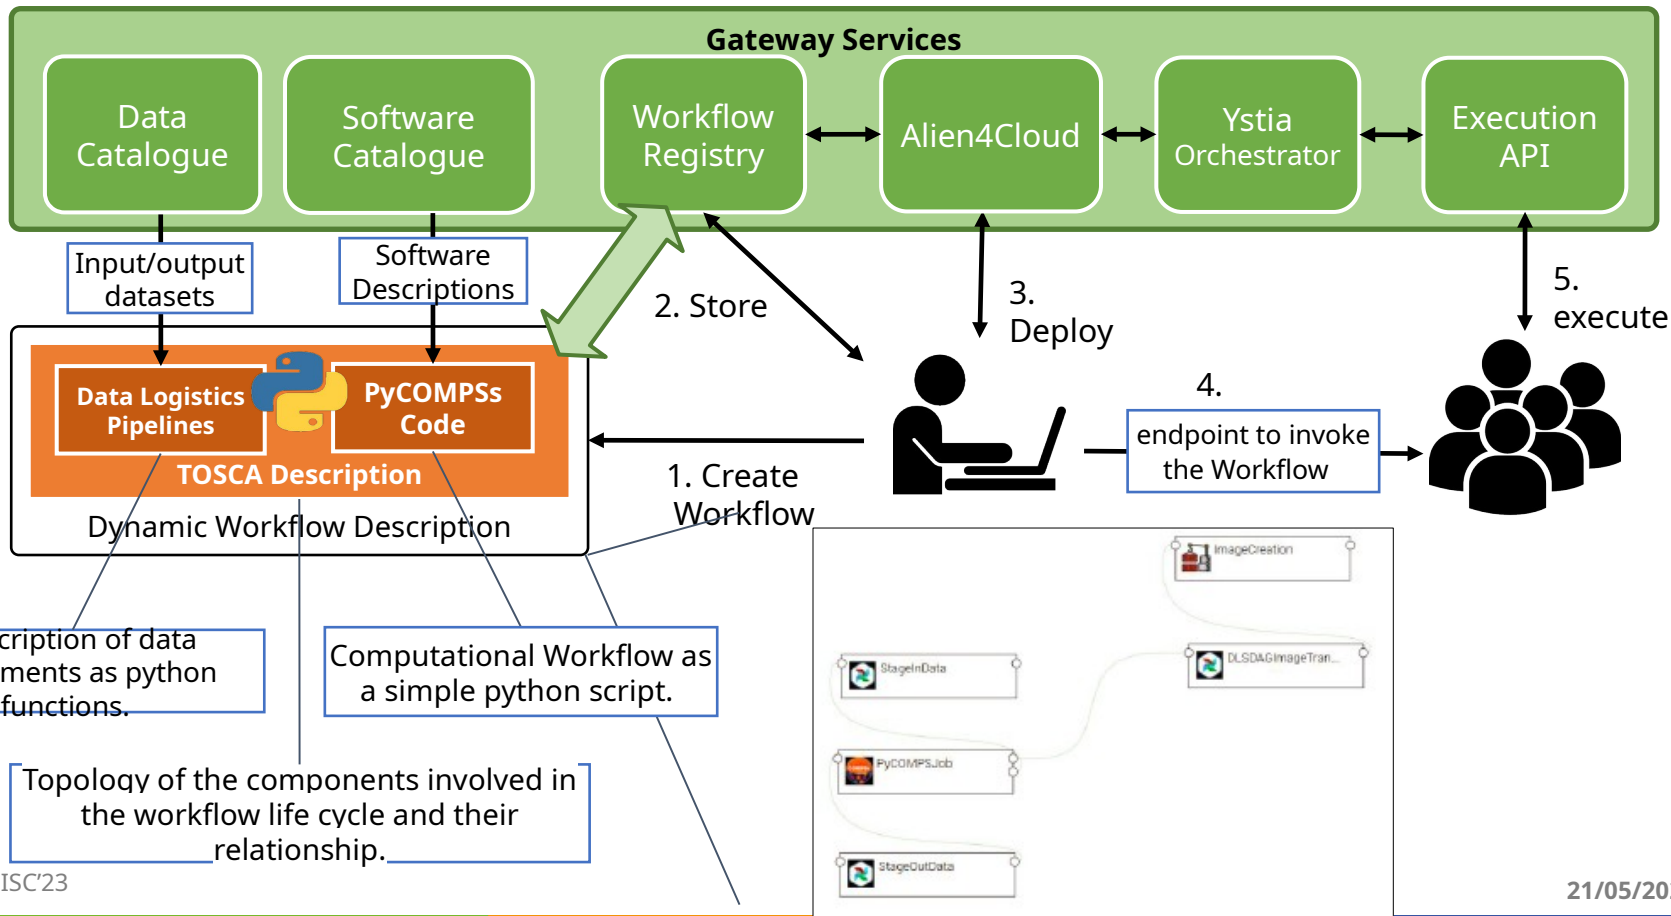 Gateway Services
Data
Catalogue
Software
Catalogue
Workflow
Registry
Alien4Cloud
Ystia
Orchestrator
Execution
API
Input/output
datasets
Software
Descriptions
2. Store
3.
Deploy
5.
execute
Data Logistics
Pipelines
PyCOMPSs
Code
TOSCA Description
Dynamic Workflow Description
1. Create
Workflow
4.
endpoint to invoke
the Workflow
cription of data
ments as python
functions.
Computational Workflow as
a simple python script.
Topology of the components involved in
the workflow life cycle and their
relationship.
ImageCreation
StageInData
DLSDAGImageTran...
PyCOMPSJob
StageOutData
ISC'23
21/05/20